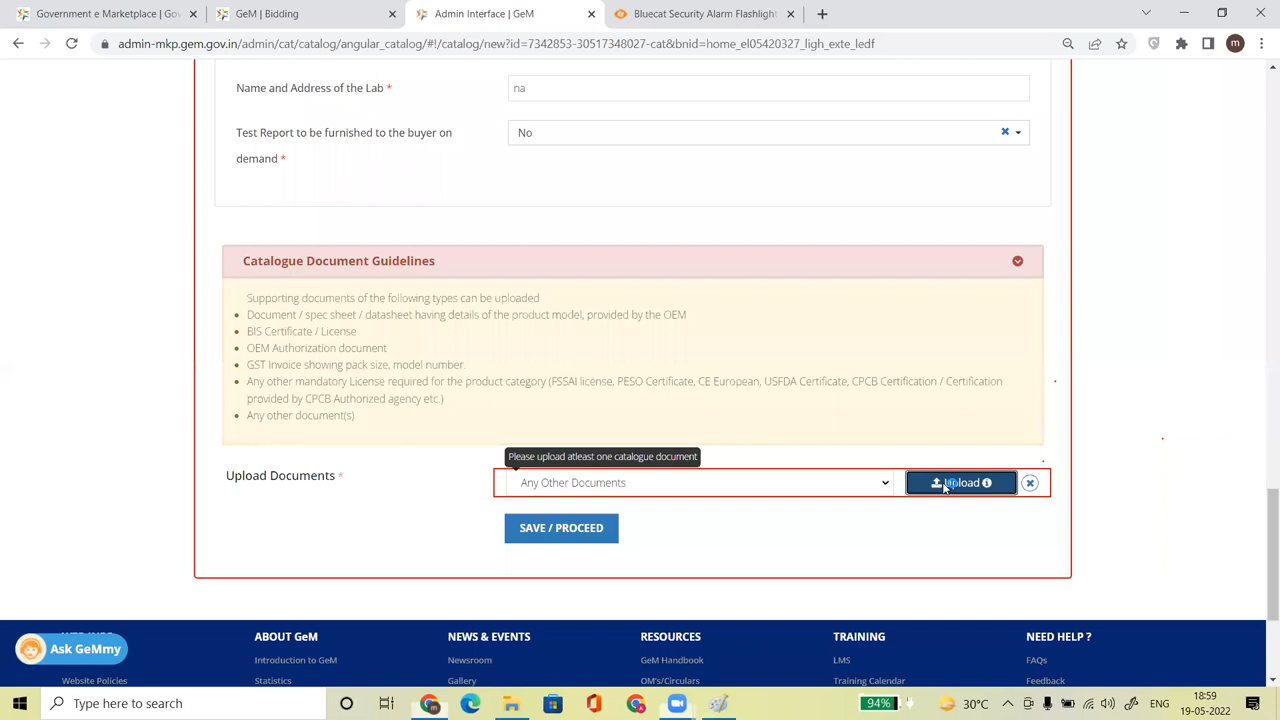 Government e Marketplace | Gov
GeM | Bidding
Admin Interface | GeM
Bluecat Security Alarm Flashlight
admin-mkp.gem.gov.in/admin/cat/catalog/angular_catalog/#!/catalog/new?id=7342853-30517348027-cat&bnid=home_el05420327_ligh_exte_ledf
m
Name and Address of the Lab *
na
Test Report to be furnished to the buyer on
demand *
No
Catalogue Document Guidelines
Supporting documents of the following types can be uploaded
Document / spec sheet / datasheet having details of the product model, provided by the OEM
BIS Certificate / License
OEM Authorization document
GST Invoice showing pack size, model number.
Any other mandatory License required for the product category (FSSAI license, PESO Certificate, CE European, USFDA Certificate, CPCB Certification / Certification
provided by CPCB Authorized agency etc.)
Any other document(s)
Please upload atleast one catalogue document
Upload Documents *
Any Other Documents
Upload
SAVE / PROCEED
ABOUT GeM
NEWS & EVENTS
RESOURCES
TRAINING
NEED HELP ?
Ask GeMmy
Introduction to GeM
Newsroom
GeM Handbook
LMS
FAQs
Website Policies
Statistics
Gallery
OM's/Circulars
Training Calendar
Feedback
Type here to search
94%
30°C
ENG
18:59
19-05-2022